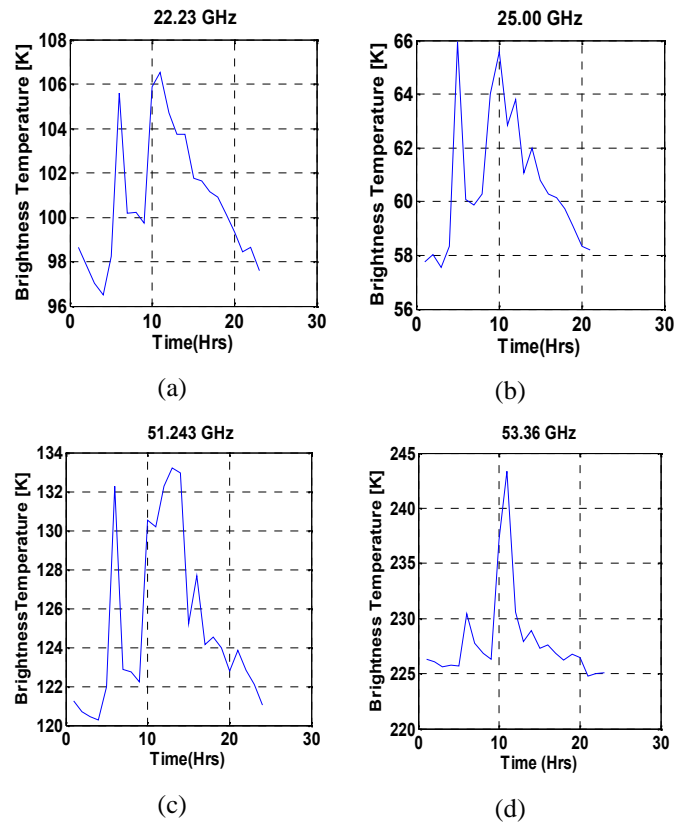 22.23 GHz
Brightness Temperature [K]
108
106
104
102
100
98
96
0
10
20
30
Time(Hrs)
(a)
25.00 GHz
Brightness Temperature [K]
66
64
62
60
58
56
0
10
20
30
Time(Hrs)
(b)
51.243 GHz
BrightnessTemperature [K]
134
132
130
128
126
124
122
120
0
10
20
30
Time(Hrs)
(c)
53.36 GHz
Brightness Temperature [K]
245
240
235
230
225
220
0
10
20
30
Time (Hrs)
(d)